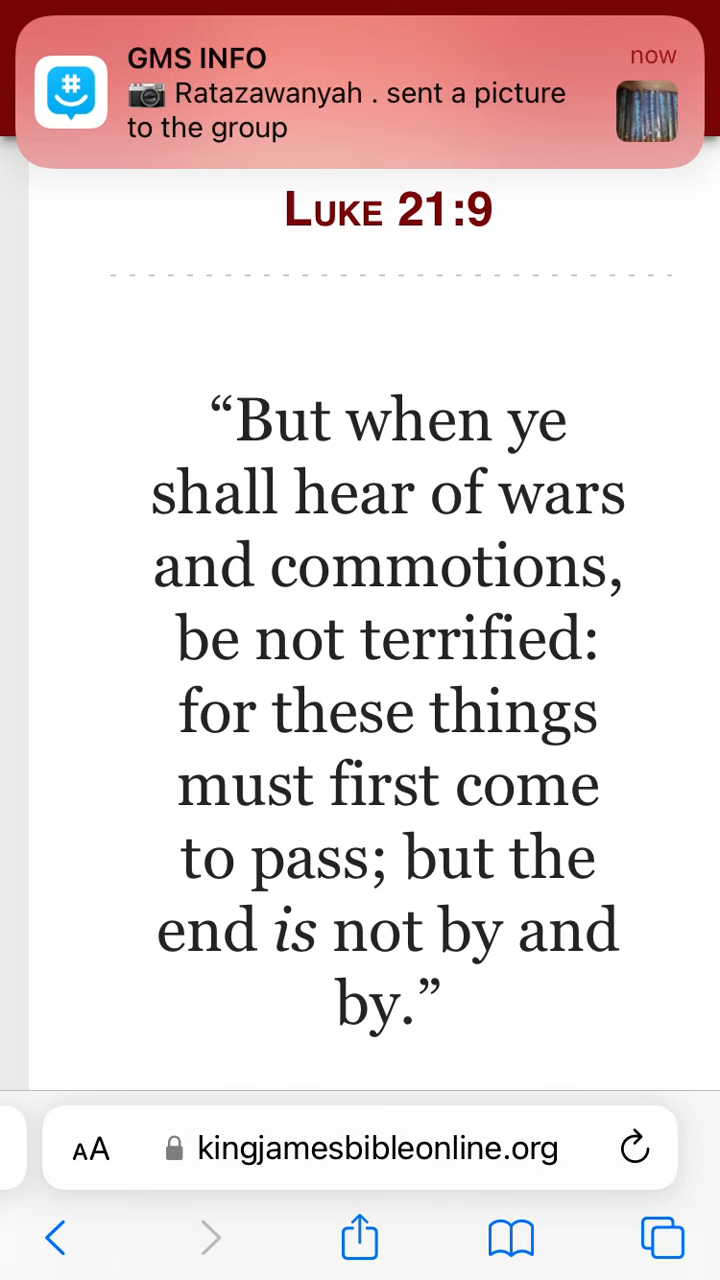 GMS INFO
now
📷 Ratazawanyah . sent a picture
to the group
LUKE 21:9
“But when ye
shall hear of wars
and commotions,
be not terrified:
for these things
must first come
to pass; but the
end is not by and
by.”
AA kingjamesbibleonline.org